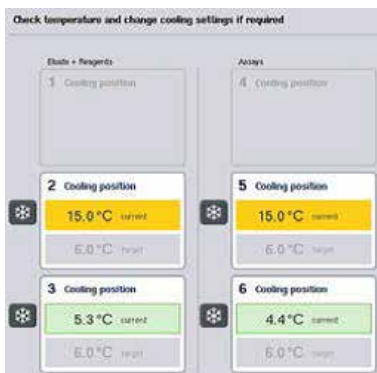 Check temperature and change cooling settings if required
Eluate + Reagents
Assays
1 Cooling position
4 Cooling position
2 Cooling position
5 Cooling position
15.0°C current
15.0°C current
6.0°C target
6.0°C target
3 Cooling position
6 Cooling position
5.3°C current
4.4°C current
6.0°C target
6.0°C target